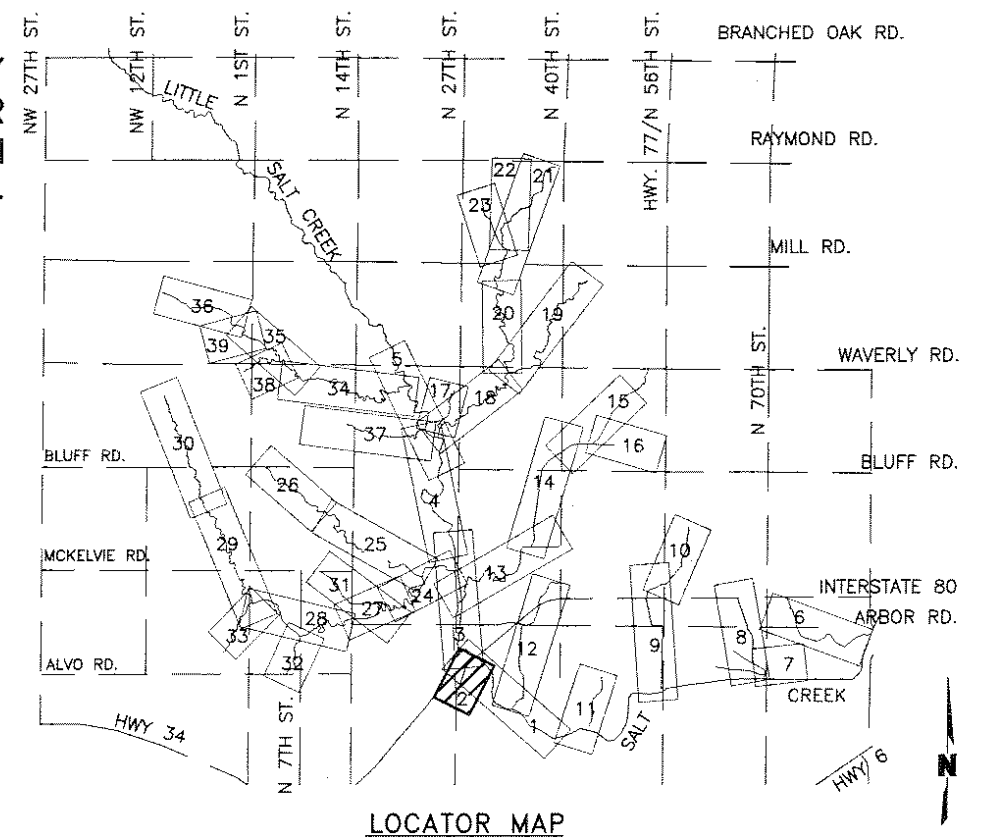 NW 27TH ST.
NW 12TH ST.
N 1ST ST.
N 14TH ST.
N 27TH ST.
N 40TH ST.
HWY. 77/N 56TH ST.
BRANCHED OAK RD.
LITTLE
SALT CREEK
RAYMOND RD.
22
21
23
MILL RD.
36
35
39
38
34
5
17
18
20
19
WAVERLY RD.
N 70TH ST.
37
15
16
30
BLUFF RD.
BLUFF RD.
26
4
14
29
25
MCKELVIE RD.
31
27
24
13
10
INTERSTATE 80
ARBOR RD.
33
28
3
12
9
8
6
ALVO RD.
32
7
2
1
11
SALT
CREEK
HWY 34
N 7TH ST.
HWY 6
N
LOCATOR MAP